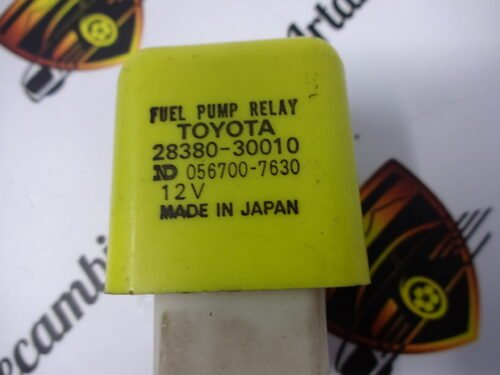 FUEL PUMP RELAY
TOYOTA
28380-30010
ND 056700-7630
12V
MADE IN JAPAN